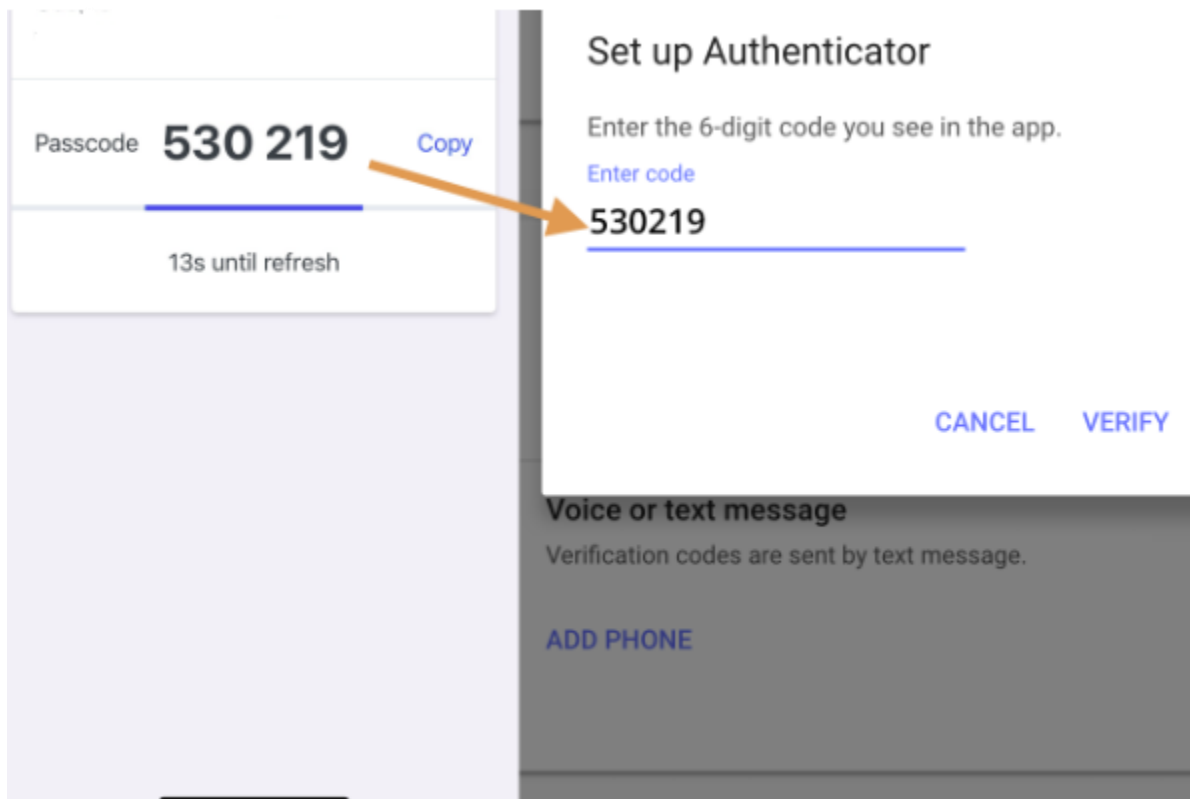 Passcode 530 219 Copy
13s until refresh
Set up Authenticator
Enter the 6-digit code you see in the app.
Enter code
530219
CANCEL VERIFY
Voice or text message
Verification codes are sent by text message.
ADD PHONE